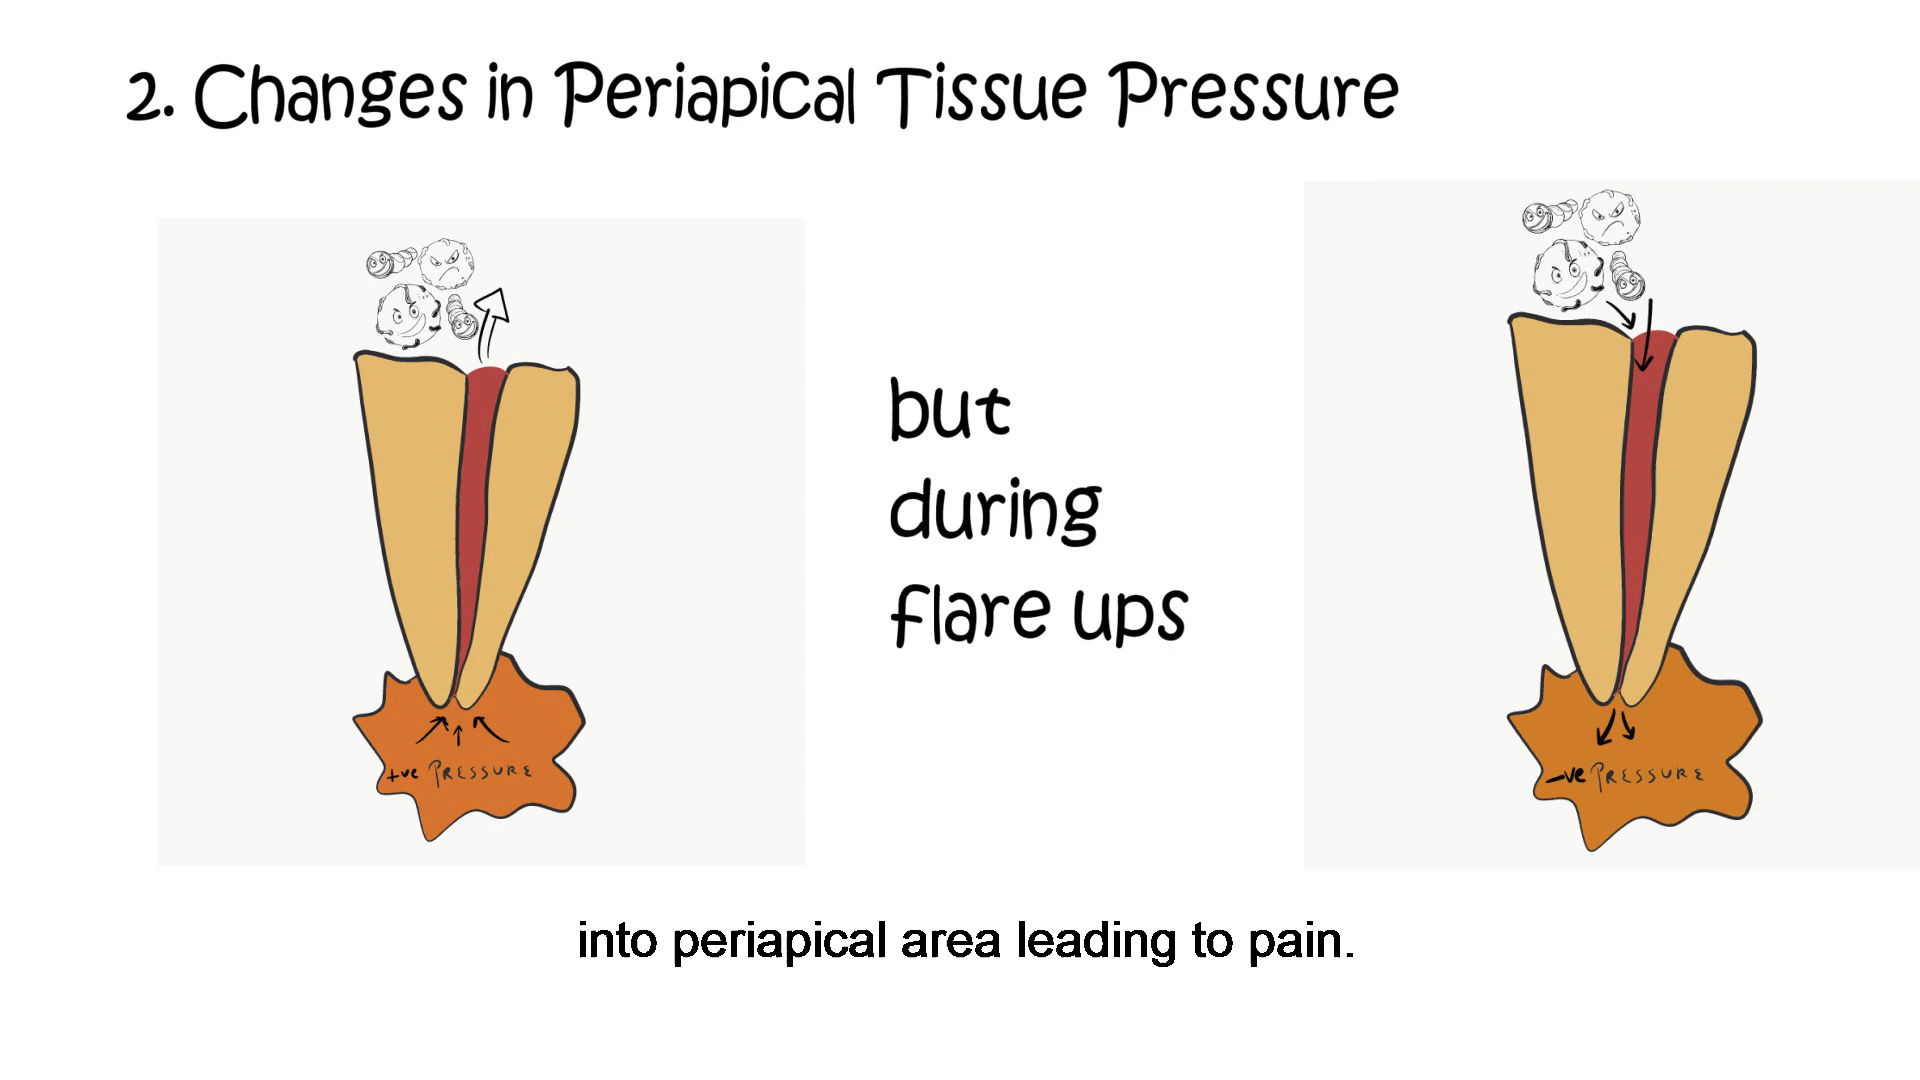 2. Changes in Periapical Tissue Pressure
but
during
flare ups
+ve PRESSURE
-ve PRESSURE
into periapical area leading to pain.